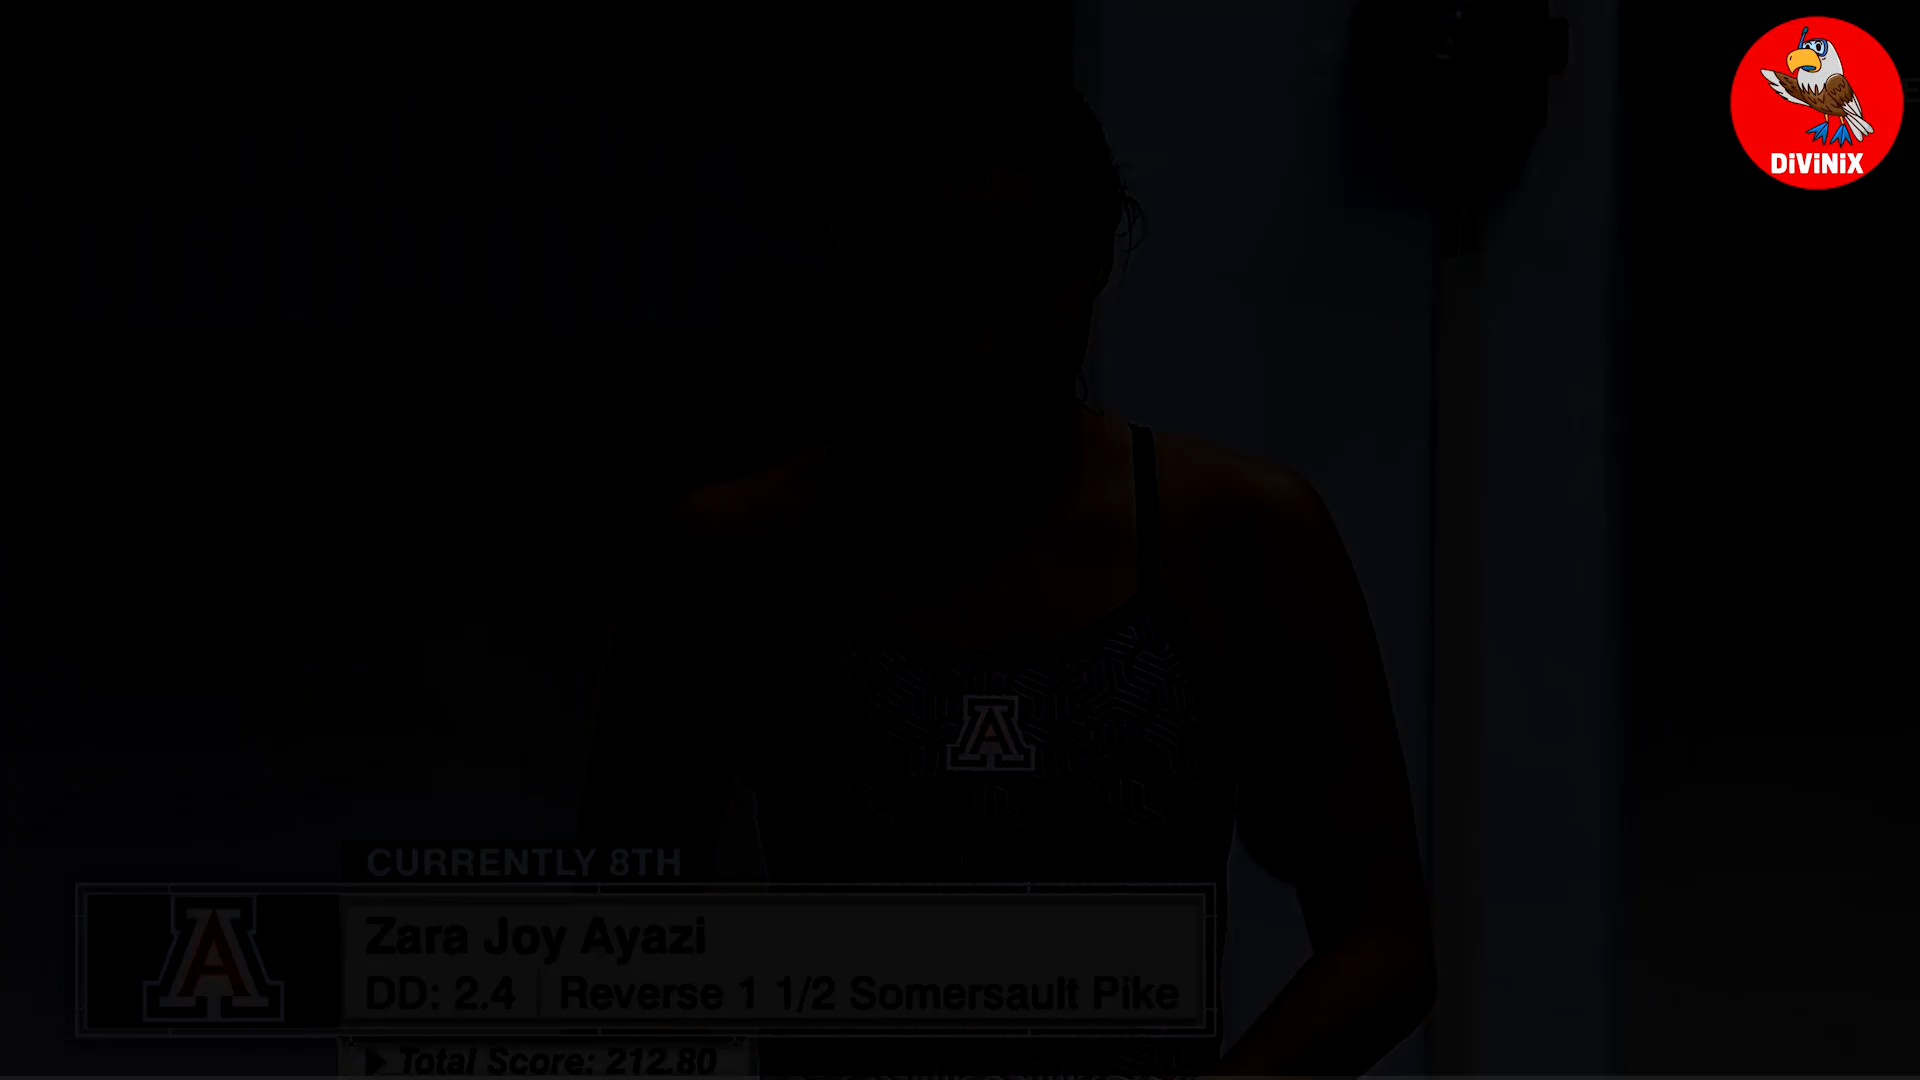 DiViNiX
CURRENTLY 8TH
A
A
Zara Joy Ayazi
DD: 2.4 | Reverse 1 1/2 Somersault Pike
Total Score: 212.80